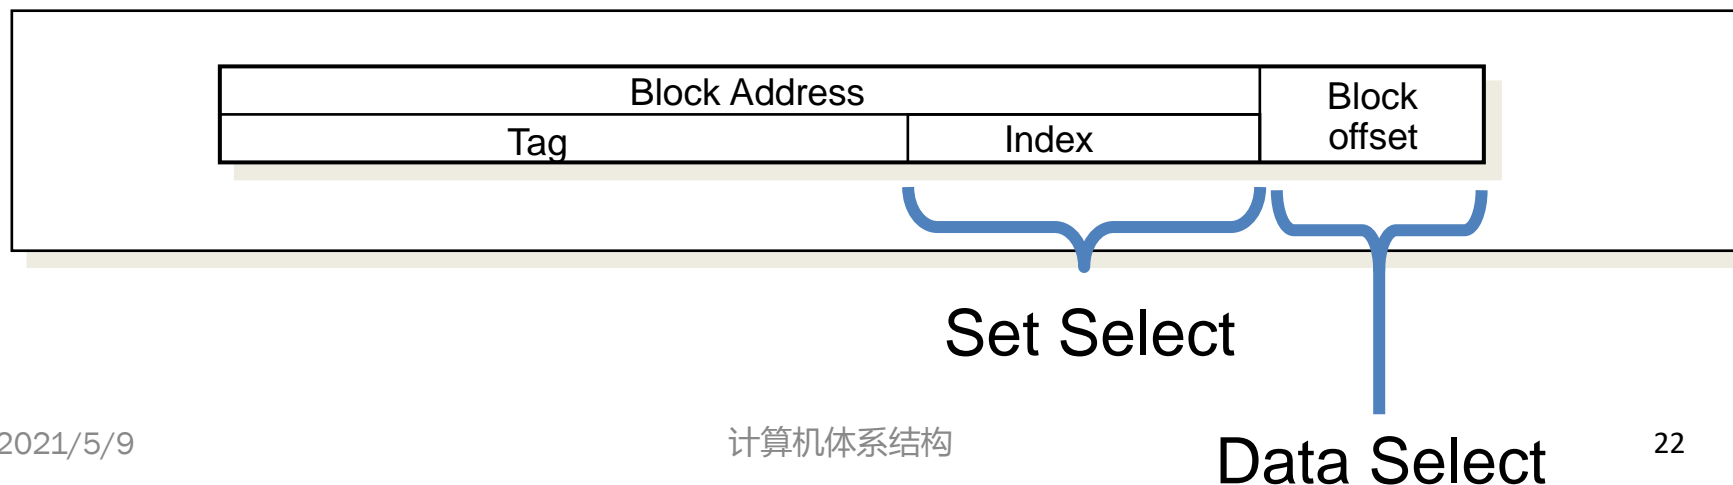 Block Address
Block
offset
Tag
Index
Set Select
Data Select
2021/5/9
计算机体系结构
22